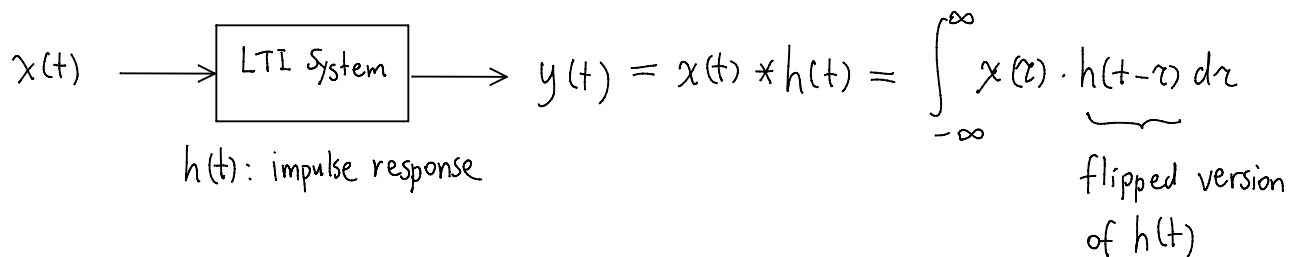 x(t) LTI System y(t) = x(t) * h(t) = ∫_{-∞}^{∞} x(τ) · h(t-τ) dτ
h(t): impulse response
flipped version
of h(t)